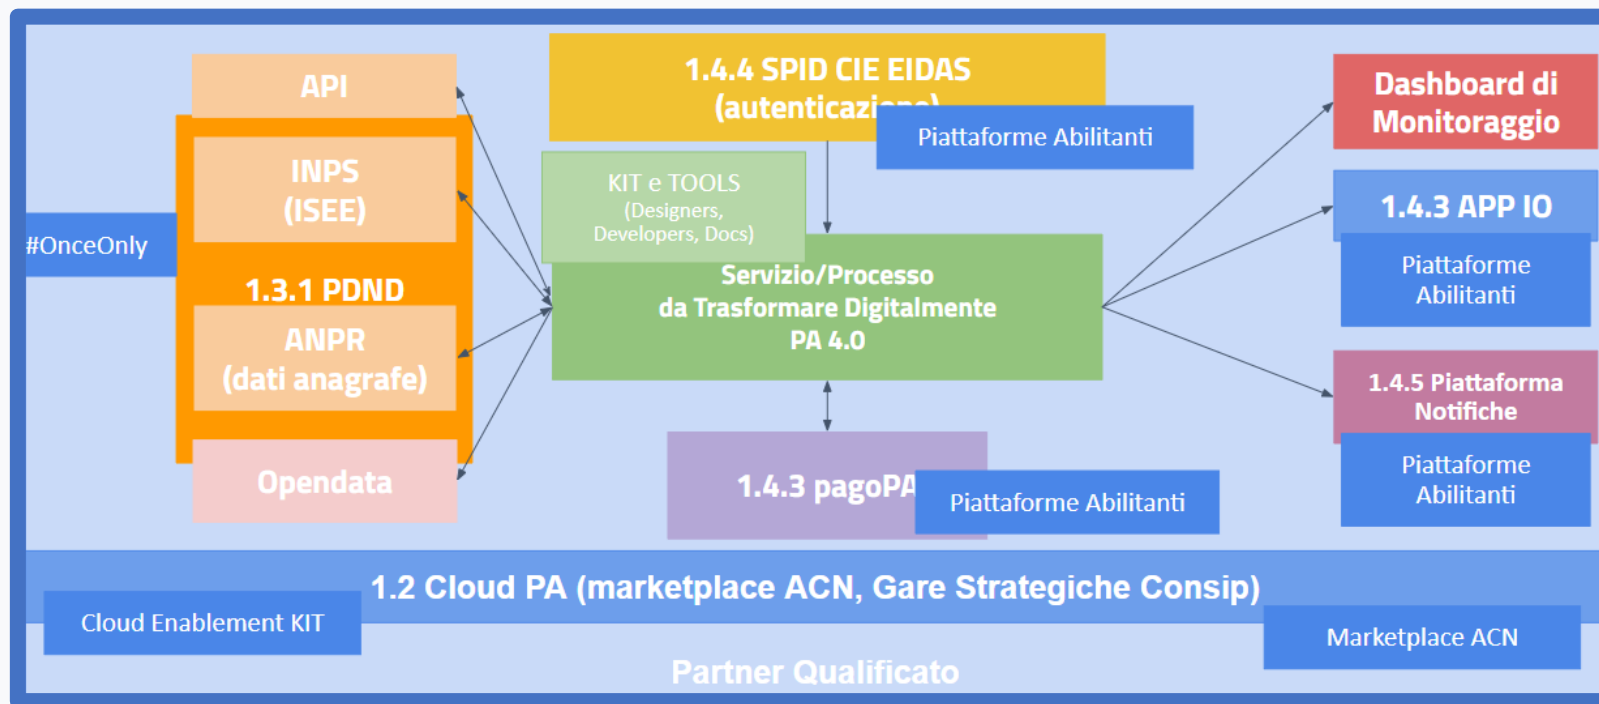 API
INPS
(ISEE)
#OnceOnly
1.3.1 PDND
ANPR
(dati anagrafe)
Opendata
1.4.4 SPID CIE EIDAS
(autenticazione)
Piattaforme Abilitanti
KIT e TOOLS
(Designers,
Developers, Docs)
Servizio/Processo
da Trasformare Digitalmente
PA 4.0
1.4.3 pagoPA
Piattaforme Abilitanti
Dashboard di
Monitoraggio
1.4.3 APP IO
Piattaforme
Abilitanti
1.4.5 Piattaforma
Notifiche
Piattaforme
Abilitanti
1.2 Cloud PA (marketplace ACN, Gare Strategiche Consip)
Cloud Enablement KIT
Marketplace ACN
Partner Qualificato